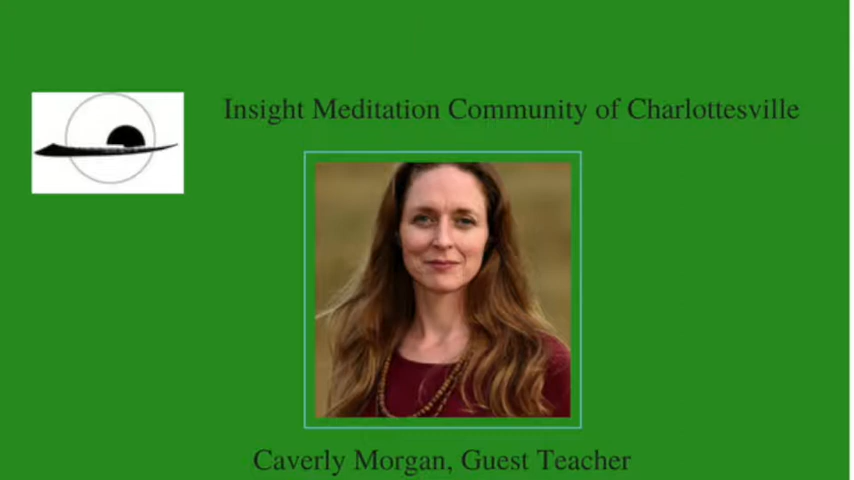 Insight Meditation Community of Charlottesville
Caverly Morgan, Guest Teacher